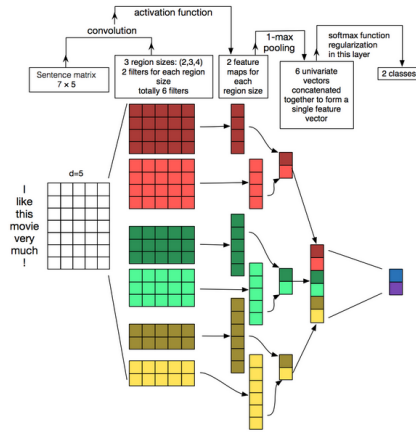 activation function
convolution
1-max
pooling
softmax function
regularization
in this layer
Sentence matrix
7 × 5
3 region sizes: (2,3,4)
2 filters for each region
size
totally 6 filters
2 feature
maps for
each
region size
6 univariate
vectors
concatenated
together to form a
single feature
vector
2 classes
d=5
I
like
this
movie
very
much
!